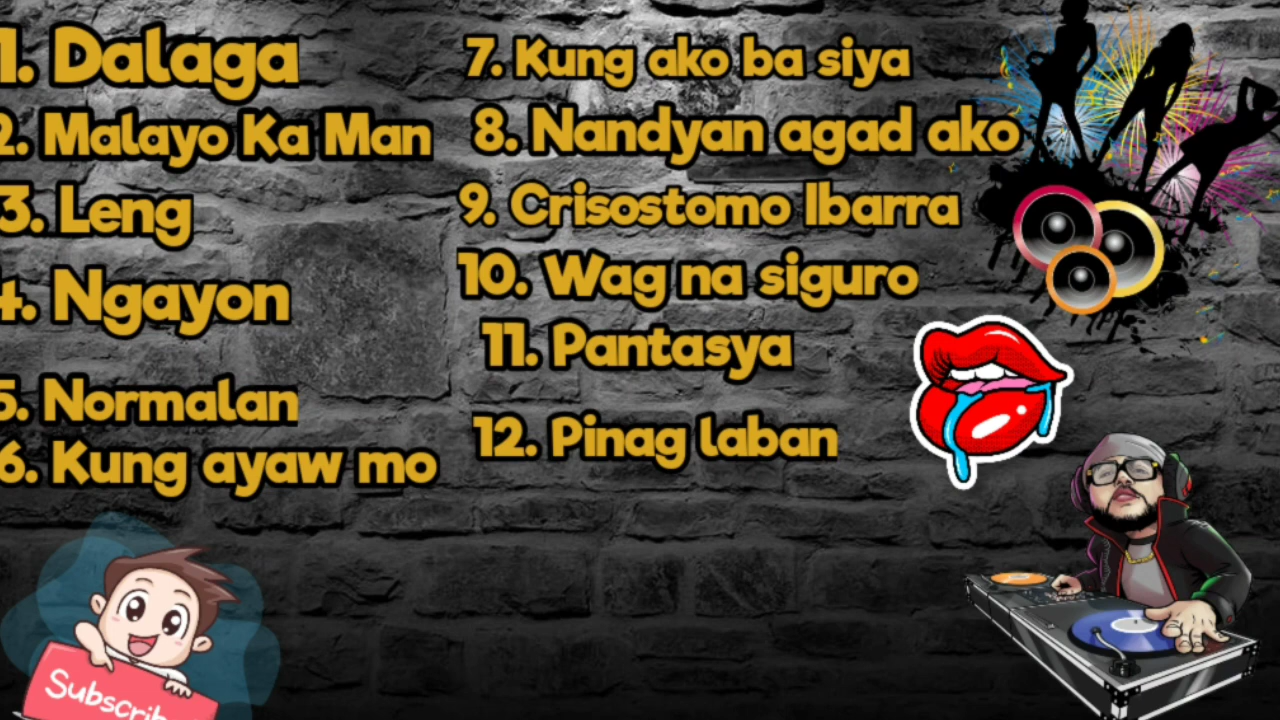 1. Dalaga
2. Malayo Ka Man
3. Leng
4. Ngayon
5. Normalan
6. Kung ayaw mo
7. Kung ako ba siya
8. Nandyan agad ako
9. Crisostomo Ibarra
10. Wag na siguro
11. Pantasya
12. Pinag laban